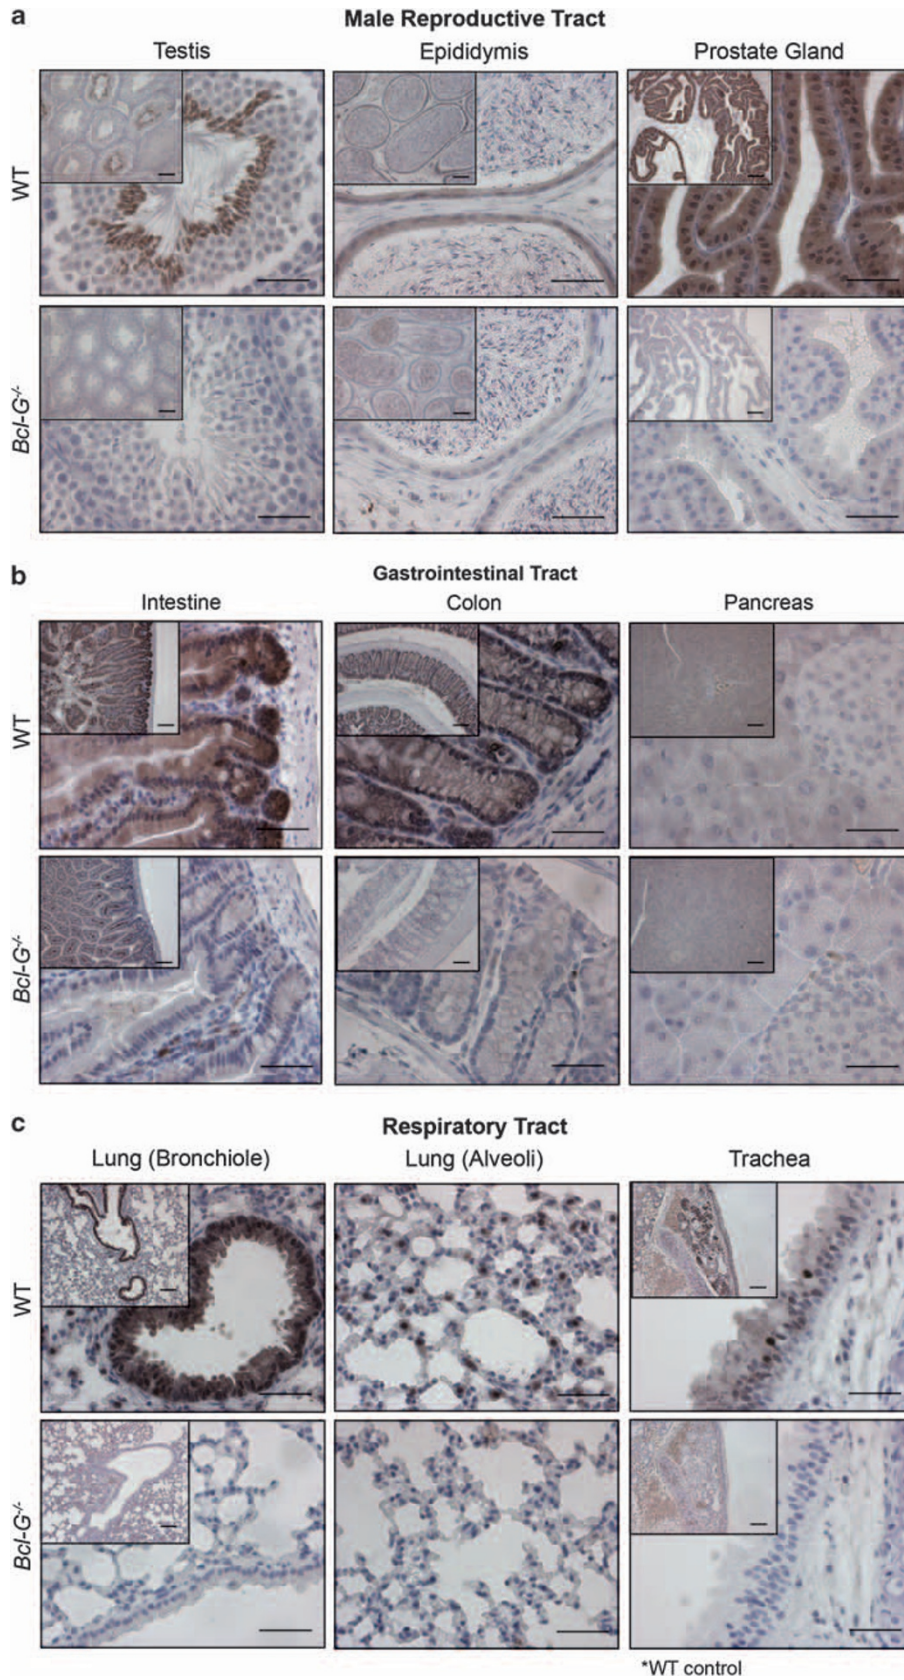 a
Male Reproductive Tract
Testis Epididymis Prostate Gland
WT
Bcl-G-/-
b
Gastrointestinal Tract
Intestine Colon Pancreas
WT
Bcl-G-/-
c
Respiratory Tract
Lung (Bronchiole) Lung (Alveoli) Trachea
WT
Bcl-G-/-
*WT control